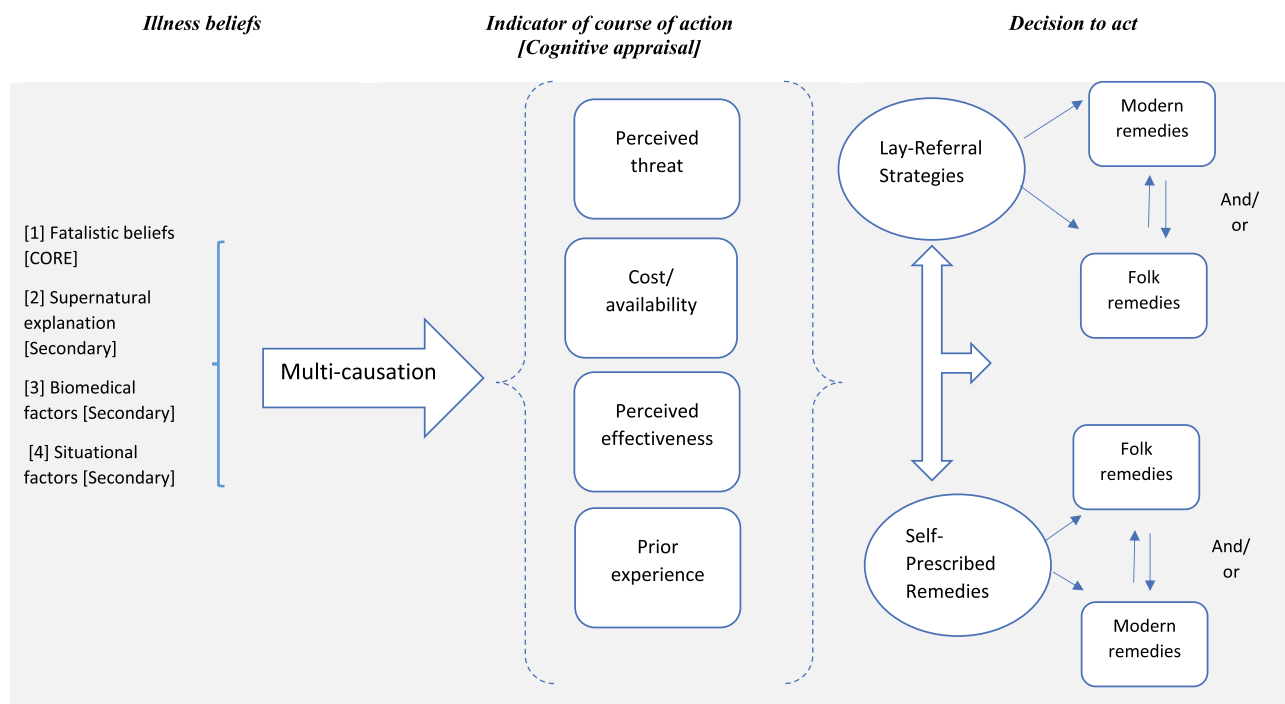 Illness beliefs
Indicator of course of action
[Cognitive appraisal]
Decision to act
[1] Fatalistic beliefs
[CORE]
[2] Supernatural
explanation
[Secondary]
[3] Biomedical
factors [Secondary]
[4] Situational
factors [Secondary]
Multi-causation
Perceived
threat
Cost/
availability
Perceived
effectiveness
Prior
experience
Lay-Referral
Strategies
Modern
remedies
And/
or
Folk
remedies
Self-
Prescribed
Remedies
Folk
remedies
And/
or
Modern
remedies